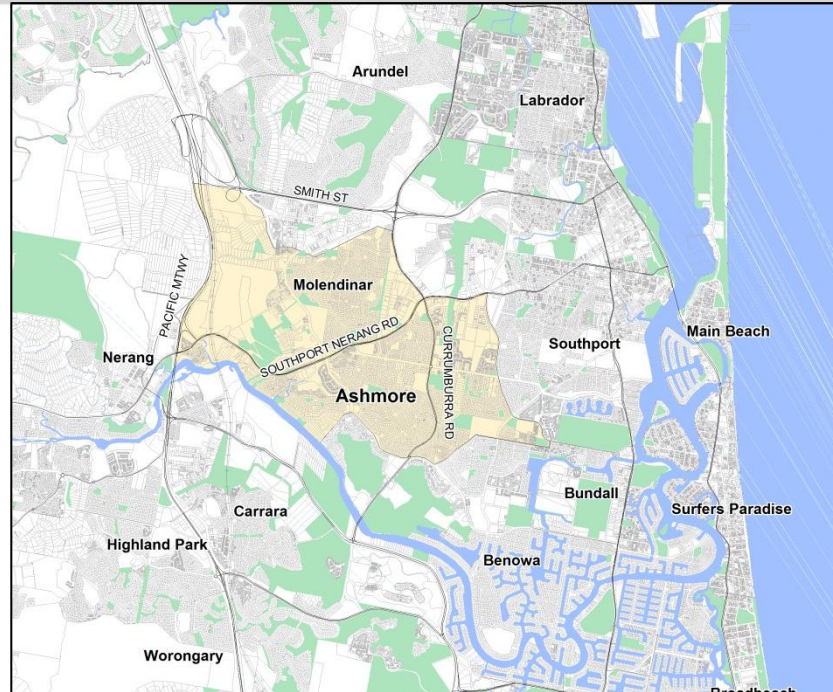 Arundel
Labrador
SMITH ST
PACIFIC MTWY
Molendinar
SOUTHPORT NERANG RD
CURRUMBURRA RD
Nerang
Southport
Main Beach
Ashmore
Bundall
Surfers Paradise
Carrara
Highland Park
Benowa
Worongary